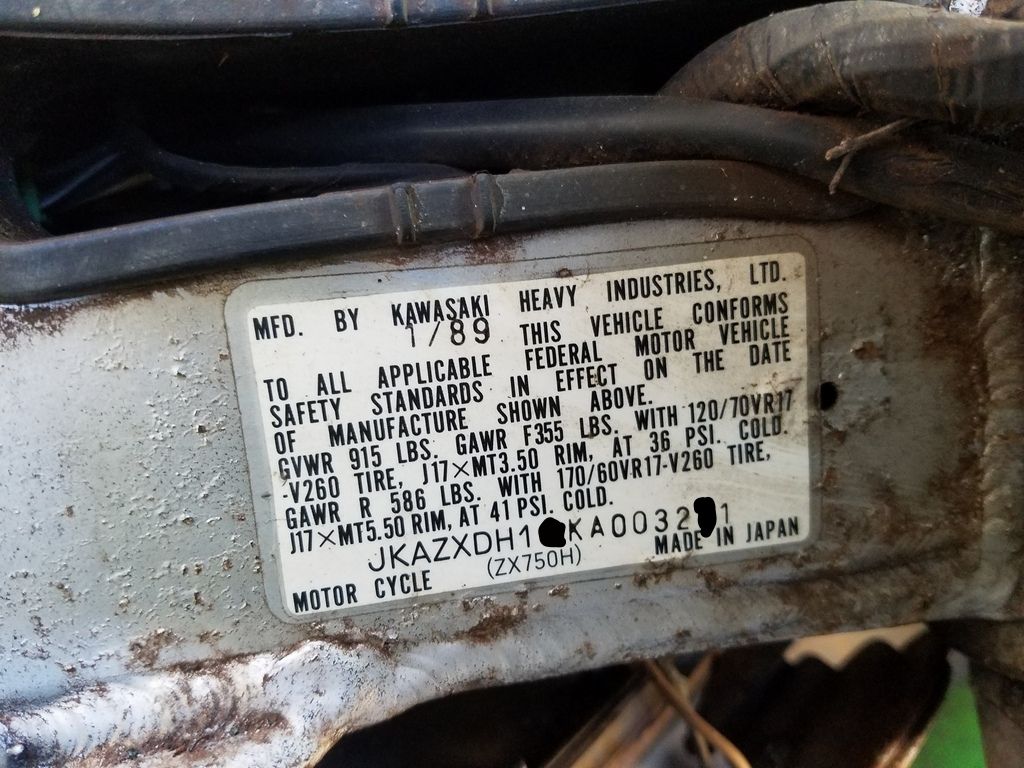 MFD. BY KAWASAKI HEAVY INDUSTRIES, LTD.
1/89 THIS VEHICLE CONFORMS
TO ALL APPLICABLE FEDERAL MOTOR VEHICLE
SAFETY STANDARDS IN EFFECT ON THE DATE
OF MANUFACTURE SHOWN ABOVE.
GVWR 915 LBS. GAWR F355 LBS. WITH 120/70VR17
-V260 TIRE, J17×MT3.50 RIM, AT 36 PSI. COLD.
GAWR R 586 LBS. WITH 170/60VR17-V260 TIRE,
J17×MT5.50 RIM, AT 41 PSI. COLD.
JKAZXDH1 KA0032 1
MOTOR CYCLE (ZX750H) MADE IN JAPAN